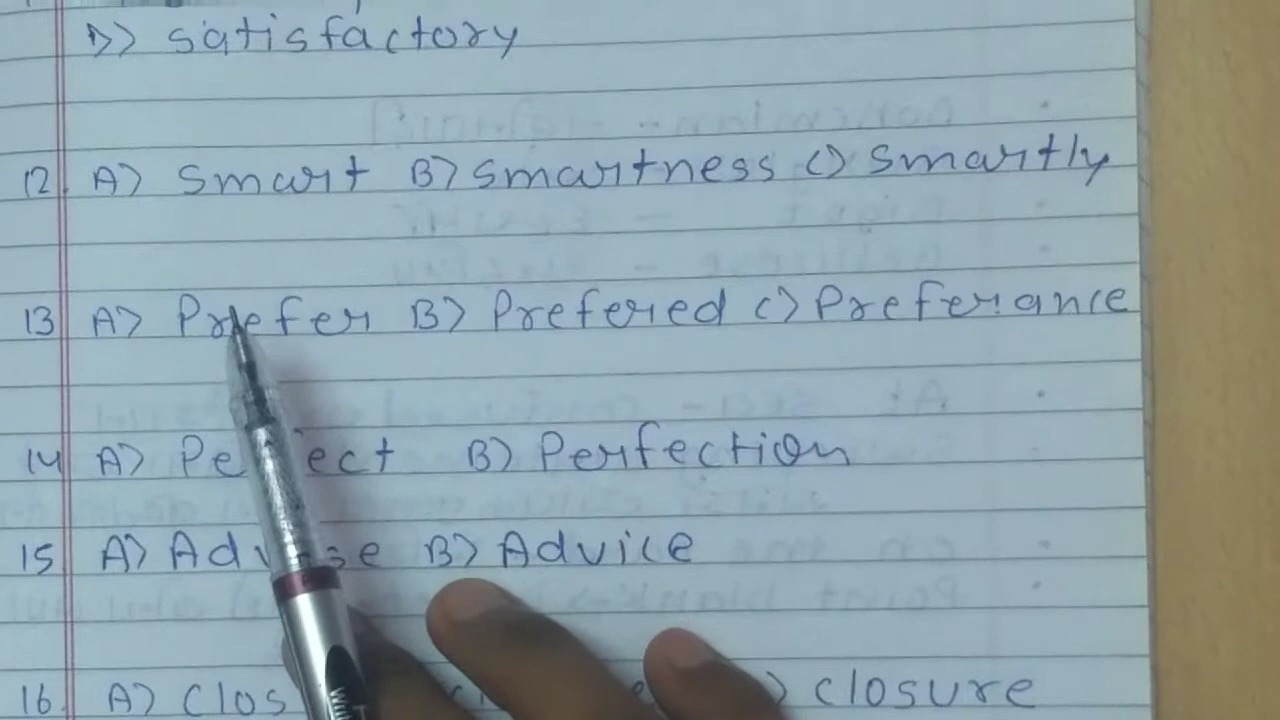 D) Satisfactory
12. A) Smart B) Smartness C) Smartly
13 A) Prefer B) Prefered C) Preferance
14 A) B) Perfection
15 A) B) Advice
16. A) closure